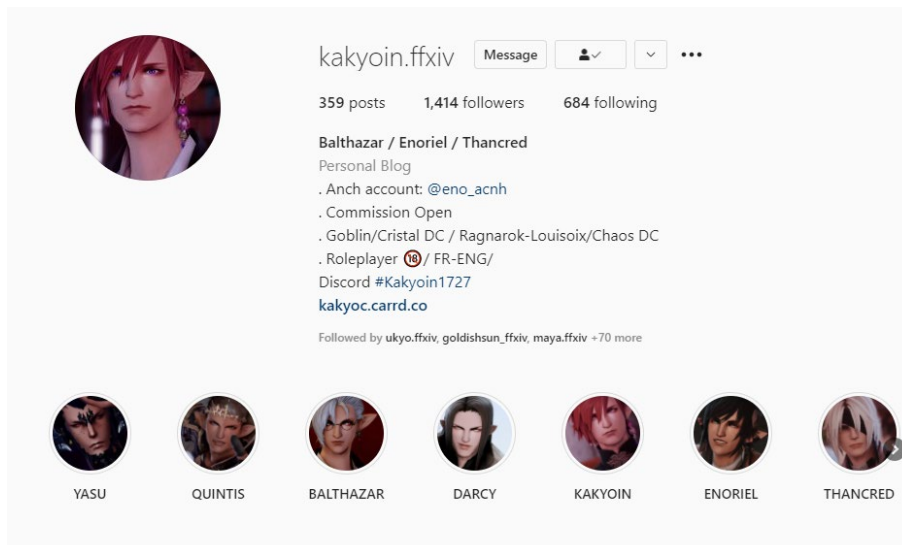 kakyoin.ffxiv Message
359 posts 1,414 followers 684 following
Balthazar / Enoriel / Thancred
Personal Blog
. Anch account: @eno_acnh
. Commission Open
. Goblin/Cristal DC / Ragnarok-Louisoix/Chaos DC
. Roleplayer 🔞/ FR-ENG/
Discord #Kakyoin1727
kakyoc.carrd.co
Followed by ukyo.ffxiv, goldishsun_ffxiv, maya.ffxiv +70 more
YASU QUINTIS BALTHAZAR DARCY KAKYOIN ENORIEL THANCRED